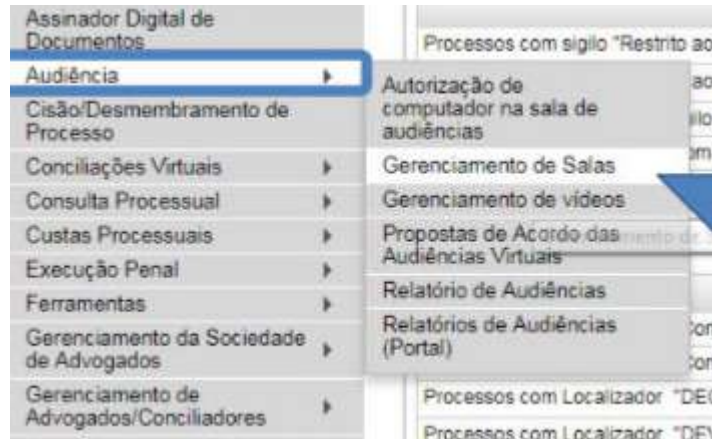 Assinador Digital de
Documentos
Audiência
Cisão/Desmembramento de
Processo
Conciliações Virtuais
Consulta Processual
Custas Processuais
Execução Penal
Ferramentas
Gerenciamento da Sociedade
de Advogados
Gerenciamento de
Advogados/Conciliadores
Autorização de
computador na sala de
audiências
Gerenciamento de Salas
Gerenciamento de vídeos
Propostas de Acordo das
Audiências Virtuais
Relatório de Audiências
Relatórios de Audiências
(Portal)
Processos com sigilo "Restrito ao
Processos com Localizador "DEC
Processos com Localizador "DEV